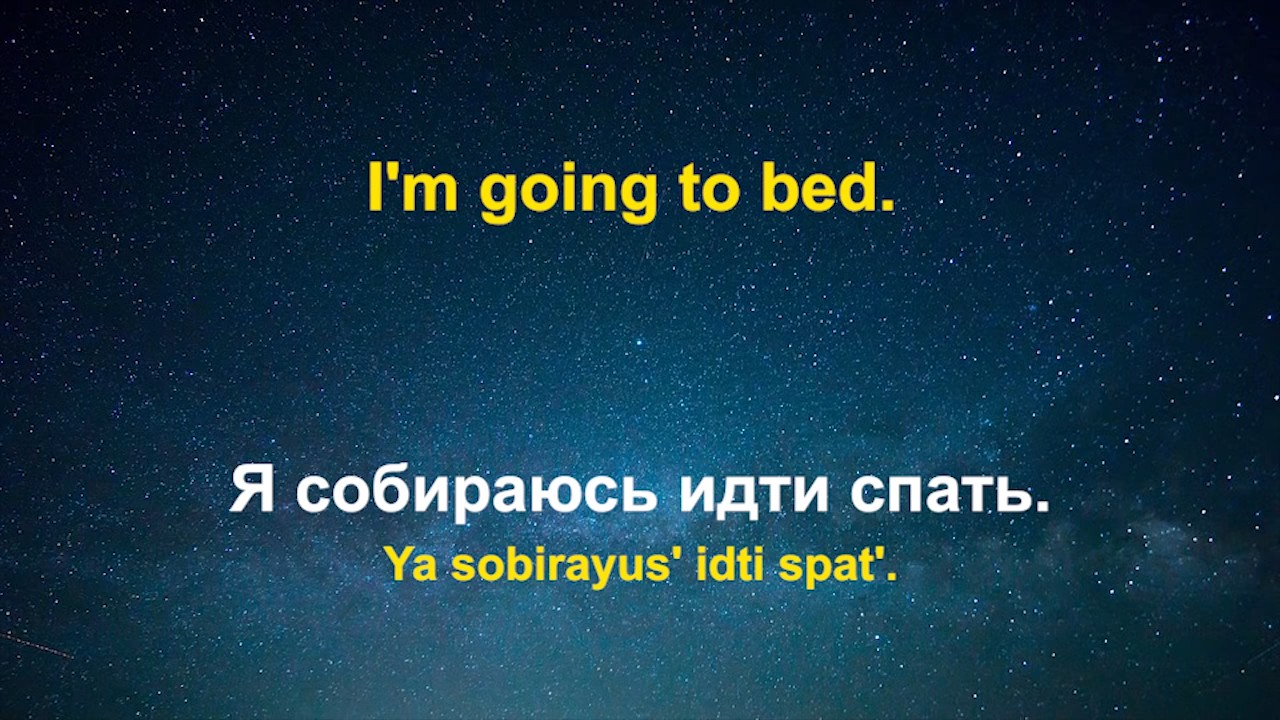 I'm going to bed.
Я собираюсь идти спать.
Ya sobirayus' idti spat'.